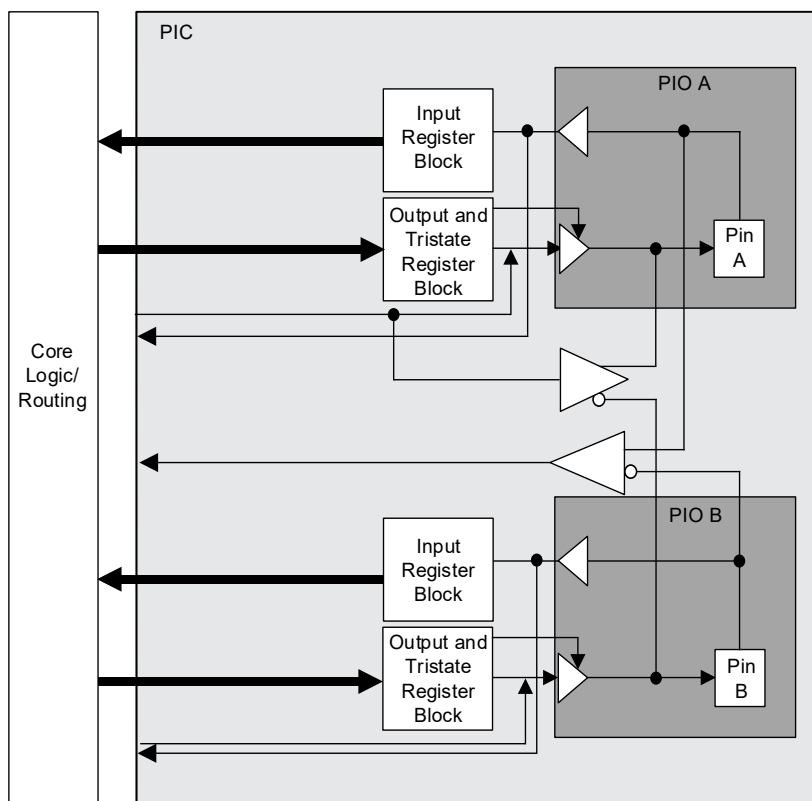 PIC
PIO A
Input
Register
Block
Output and
Tristate
Register
Block
Pin
A
Core
Logic/
Routing
PIO B
Input
Register
Block
Output and
Tristate
Register
Block
Pin
B